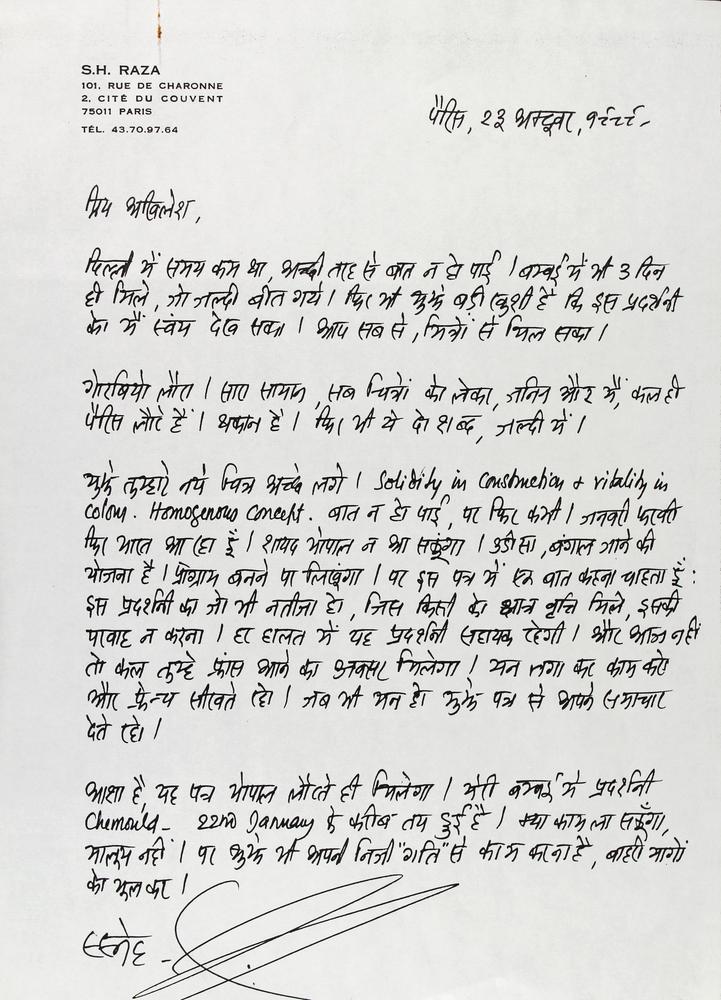 S.H. RAZA
101, RUE DE CHARONNE
2, CITÉ DU COUVENT
75011 PARIS
TÉL. 43.70.97.64
पैरिस, २३ अक्टूबर, १९८८ -
प्रिय अखिलेश,
दिल्ली में समय कम था, अच्छी तरह से बात न हो पाई । बम्बई में भी 3 दिन
ही मिले, जो जल्दी बीत गये । फिर भी मुझे बड़ी खुशी है कि इस प्रदर्शनी
को मैं स्वयं देख सका । आप सब से, मित्रों से मिल सका ।
गोरबियो लौटा । सारा सामान, सब चित्रों को लेकर, जनिन और मैं, कल ही
पैरिस लौटे हैं । थकान है । फिर भी ये दो शब्द, जल्दी में ।
मुझे तुम्हारे नये चित्र अच्छे लगे । Solidity in construction + vitality in
colour. Homogenous concept. बात न हो पाई, पर फिर कभी । जनवरी फरवरी
फिर भारत आ रहा हूँ । शायद भोपाल न आ सकूंगा । उडीसा, बंगाल जाने की
योजना है । प्रोग्राम बनने पर लिखूंगा । पर इस पत्र में एक बात कहना चाहता हूँ :
इस प्रदर्शनी का जो भी नतीजा हो, जिस किसी को छात्र वृत्ति मिले, इसकी
परवाह न करना । हर हालत में यह प्रदर्शनी सहायक रहेगी । और आज नहीं
तो कल तुम्हे फ्रांस आने का अवसर मिलेगा । मन लगा कर काम करो
और फ्रेन्च सीखते रहो । जब भी मन हो मुझे पत्र से अपने समाचार
देते रहो ।
आशा है, यह पत्र भोपाल लौटते ही मिलेगा । मेरी बम्बई में प्रदर्शनी
Chemould - 22nd January के करीब तय हुई है । क्या काम ला सकूँगा,
मालूम नहीं । पर मुझे भी अपनी निजी "गति" से काम करना है, बाहरी मांगों
को भूल कर ।
सस्नेह -